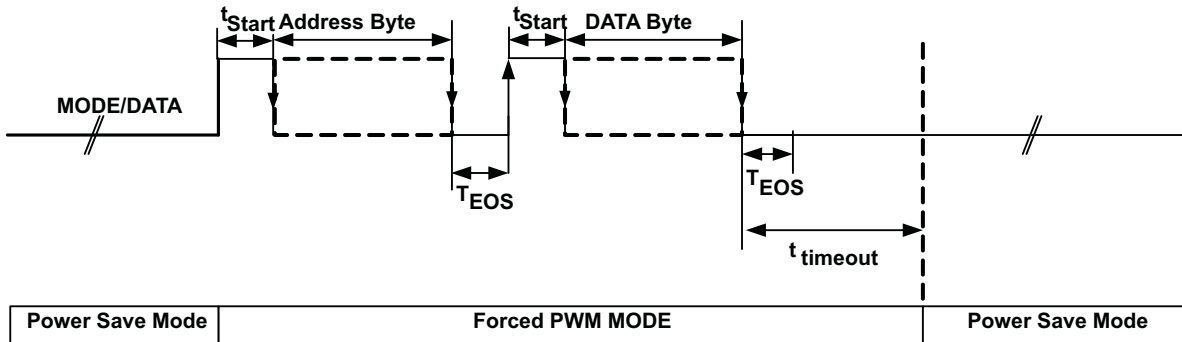 tStart Address Byte
tStart DATA Byte
MODE/DATA
TEOS
TEOS
t timeout
Power Save Mode
Forced PWM MODE
Power Save Mode